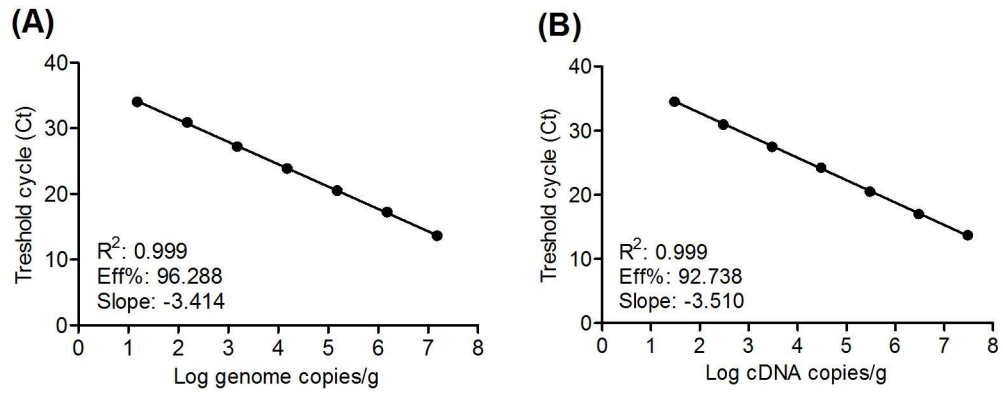 (A)
40
30
20
10
0
Treshold cycle (Ct)
R²: 0.999
Eff%: 96.288
Slope: -3.414
0 1 2 3 4 5 6 7 8
Log genome copies/g
(B)
40
30
20
10
0
Treshold cycle (Ct)
R²: 0.999
Eff%: 92.738
Slope: -3.510
0 1 2 3 4 5 6 7 8
Log cDNA copies/g